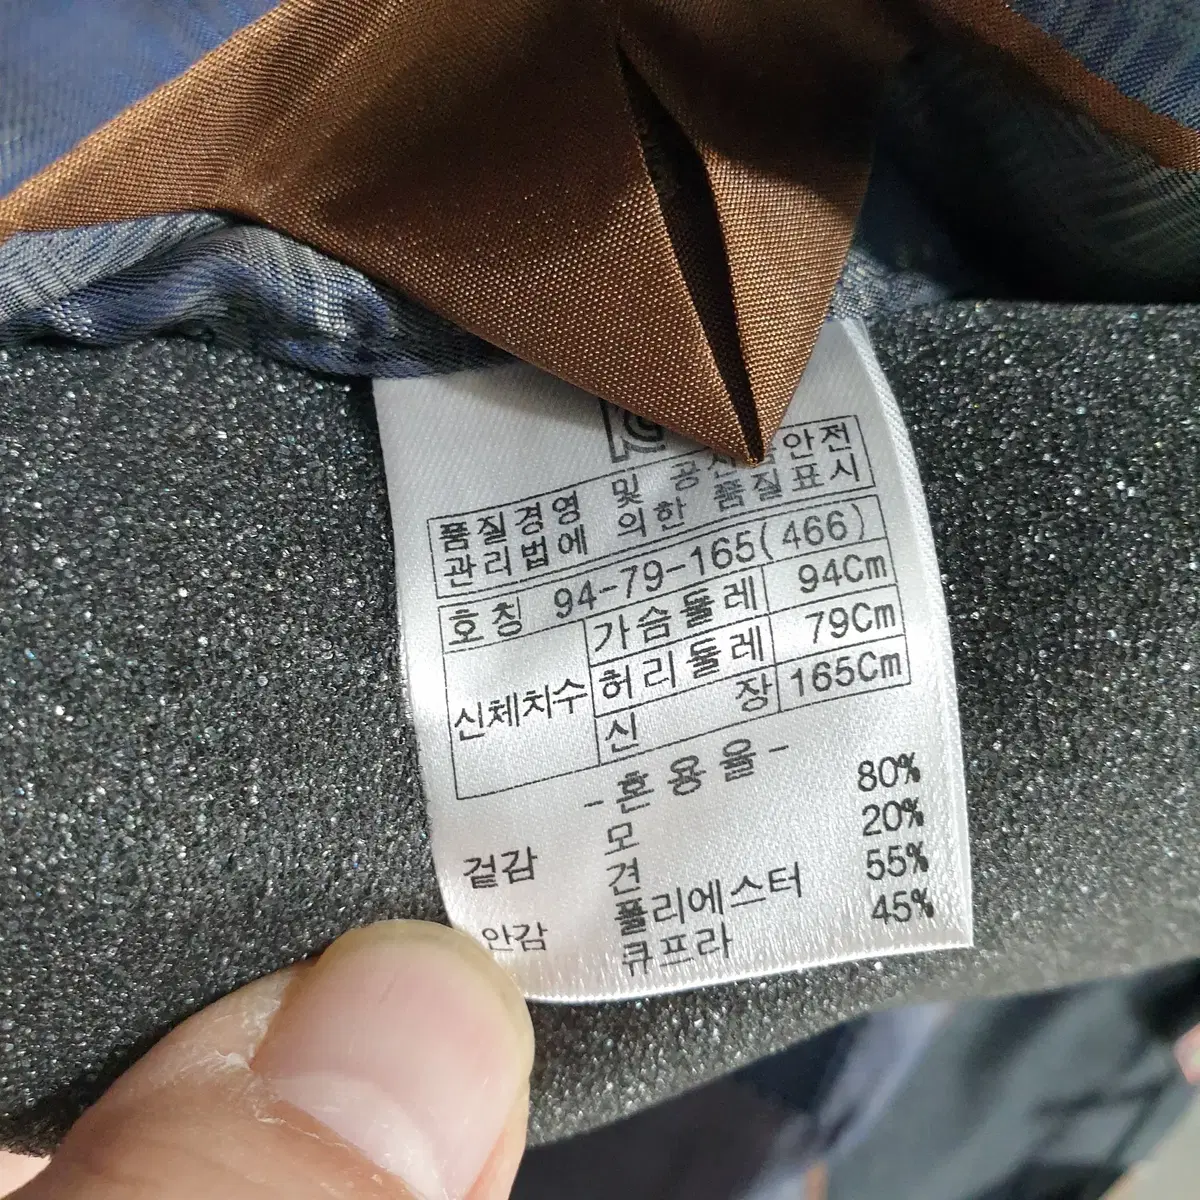 품질경영 및 안전
관리법에 의한 품질표시
호칭 94-79-165(466)
신체치수
가슴둘레 94Cm
허리둘레 79Cm
신 장 165Cm
-혼용율-
겉감 모 80%
견 20%
안감 폴리에스터 55%
큐프라 45%